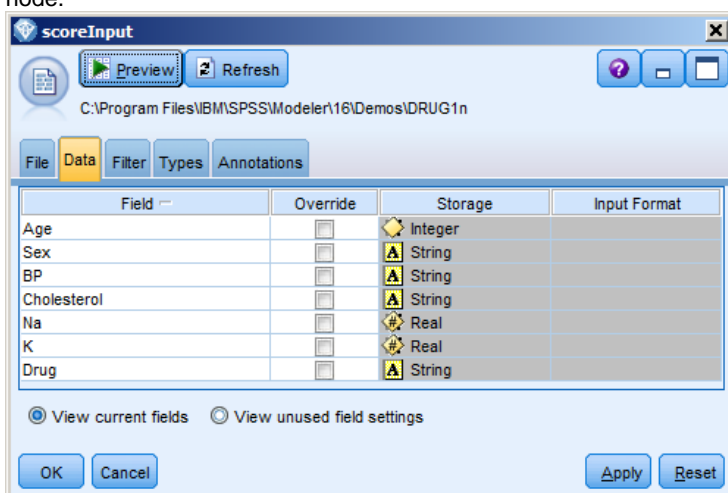 node.
scoreInput
Preview Refresh
C:\Program Files\IBM\SPSS\Modeler\16\Demos\DRUG1n
File Data Filter Types Annotations
Field Override Storage Input Format
Age Integer
Sex A String
BP A String
Cholesterol A String
Na # Real
K # Real
Drug A String
View current fields View unused field settings
OK Cancel Apply Reset